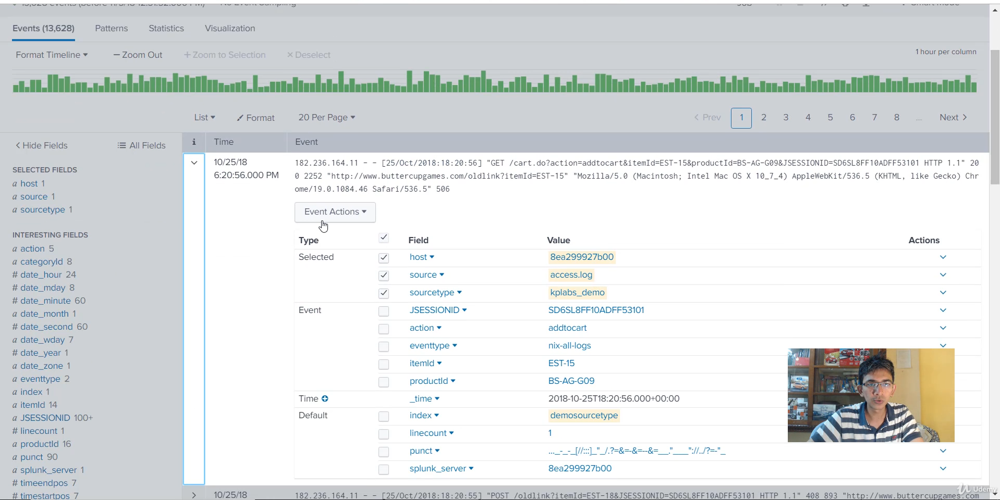 Events (13,628) Patterns Statistics Visualization
Format Timeline — Zoom Out + Zoom to Selection × Deselect 1 hour per column
List Format 20 Per Page < Prev 1 2 3 4 5 6 7 8 ... Next >
< Hide Fields All Fields
i Time Event
SELECTED FIELDS
a host 1
a source 1
a sourcetype 1
INTERESTING FIELDS
a action 5
a categoryId 8
# date_hour 24
# date_mday 8
# date_minute 60
a date_month 1
# date_second 60
a date_wday 7
# date_year 1
a date_zone 1
a eventtype 2
a index 1
a itemId 14
a JSESSIONID 100+
# linecount 1
a productId 16
a punct 90
a splunk_server 1
# timeendpos 7
# timestartpos 7
10/25/18
6:20:56.000 PM
182.236.164.11 - - [25/Oct/2018:18:20:56] "GET /cart.do?action=addtocart&itemId=EST-15&productId=BS-AG-G09&JSESSIONID=SD6SL8FF10ADFF53101 HTTP 1.1" 20
0 2252 "http://www.buttercupgames.com/oldlink?itemId=EST-15" "Mozilla/5.0 (Macintosh; Intel Mac OS X 10_7_4) AppleWebKit/536.5 (KHTML, like Gecko) Chr
ome/19.0.1084.46 Safari/536.5" 506
Event Actions
Type Field Value Actions
Selected host 8ea299927b00
source access.log
sourcetype kplabs_demo
Event JSESSIONID SD6SL8FF10ADFF53101
action addtocart
eventtype nix-all-logs
itemId EST-15
productId BS-AG-G09
Time _time 2018-10-25T18:20:56.000+00:00
Default index demosourcetype
linecount 1
punct ..._-_-_[//:::]_"_/.?=&=-&=--&=__."____"://../?=-"_
splunk_server 8ea299927b00
10/25/18 182.236.164.11 - - [25/Oct/2018:18:20:55] "POST /oldlink?itemId=EST-18&JSESSIONID=SD6SL8FF10ADFF53101 HTTP 1.1" 408 893 "http://www.buttercupgames.com
Udemy